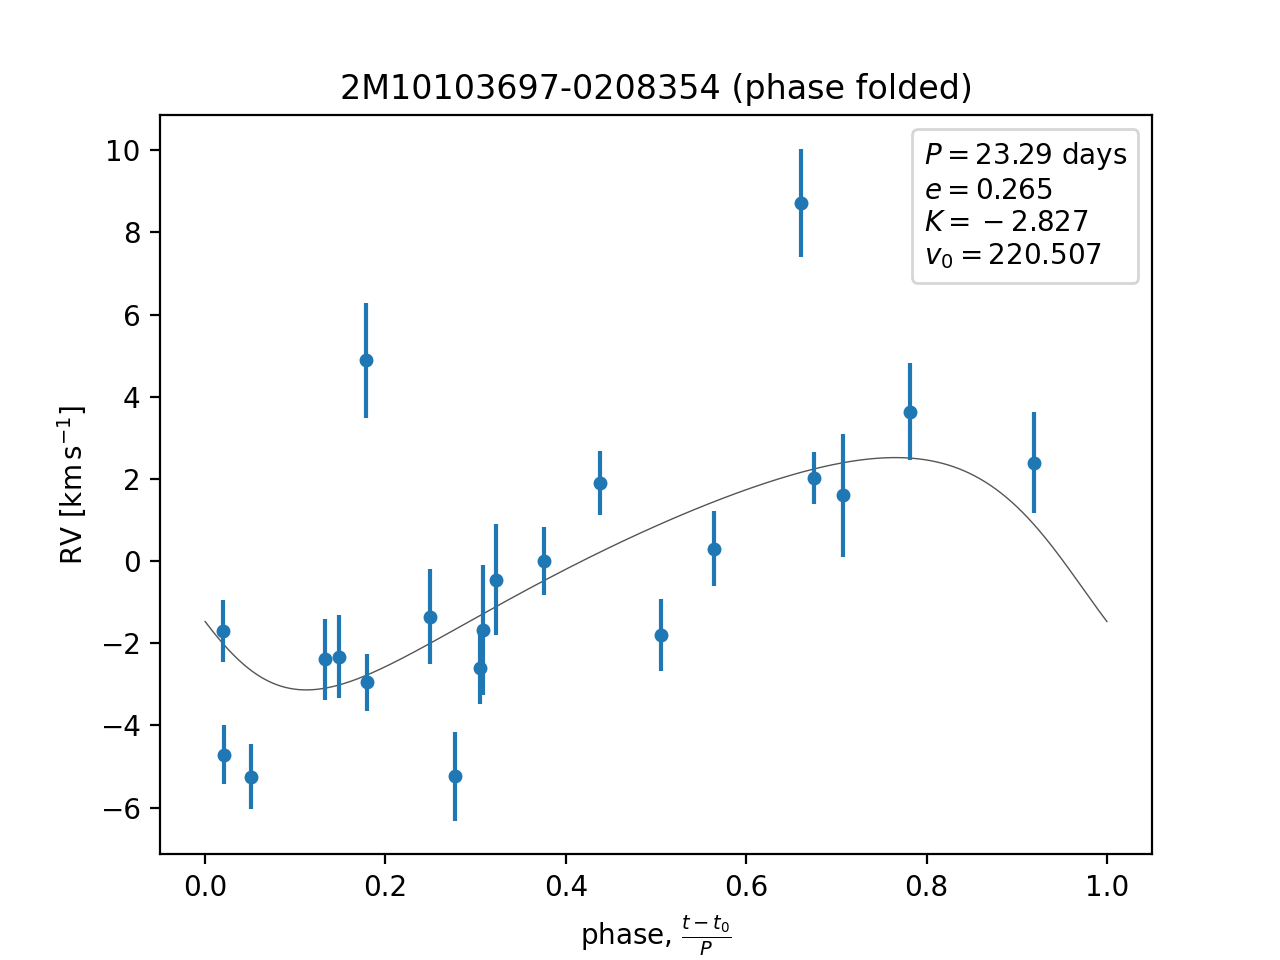 2M10103697-0208354 (phase folded)
P = 23.29 days
e = 0.265
K = −2.827
v₀ = 220.507
RV [km s⁻¹]
10
8
6
4
2
0
−2
−4
−6
0.0 0.2 0.4 0.6 0.8 1.0
phase, (t − t₀)/P